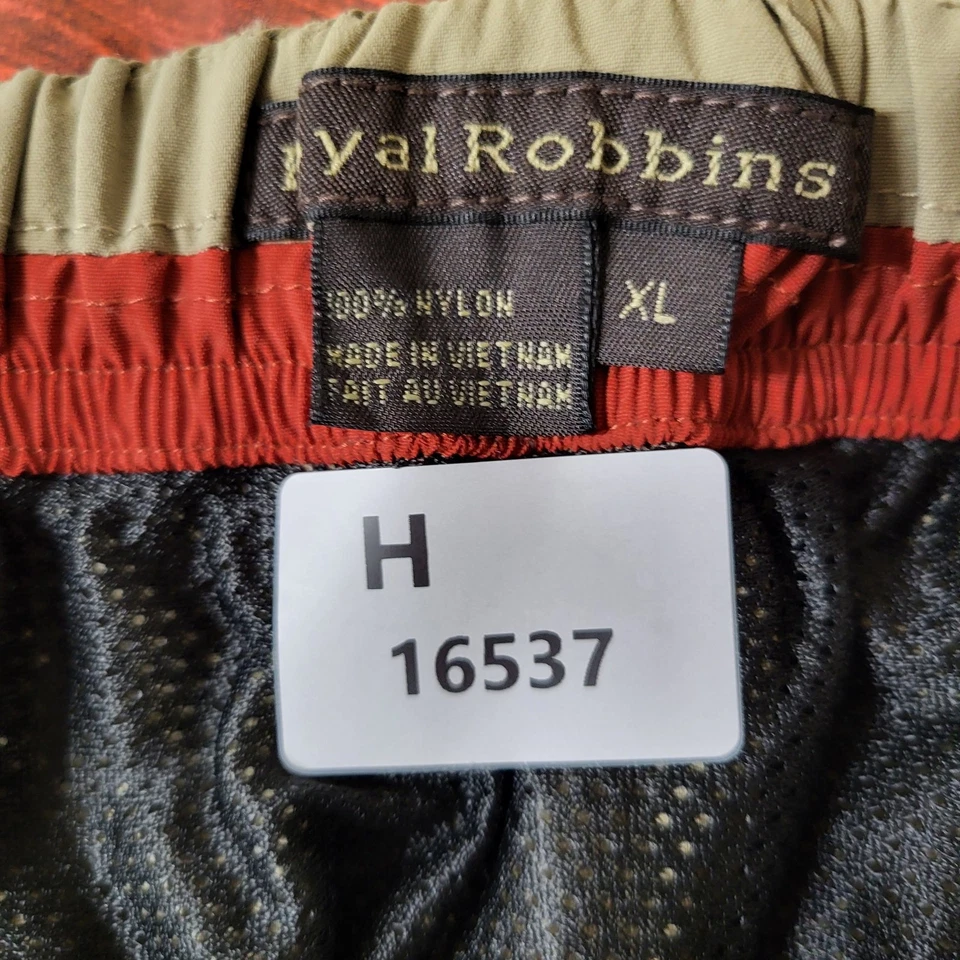 yal Robbins
XL
100% NYLON
MADE IN VIETNAM
FAIT AU VIETNAM
H
16537